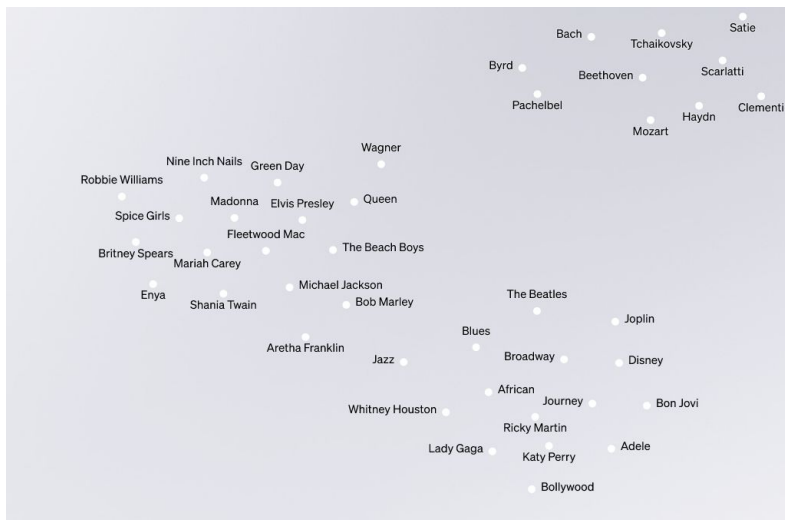 Satie
Bach
Tchaikovsky
Byrd
Beethoven
Scarlatti
Pachelbel
Clementi
Haydn
Mozart
Wagner
Nine Inch Nails
Green Day
Robbie Williams
Madonna
Elvis Presley
Queen
Spice Girls
Fleetwood Mac
The Beach Boys
Britney Spears
Mariah Carey
Michael Jackson
Enya
Shania Twain
Bob Marley
The Beatles
Joplin
Blues
Aretha Franklin
Jazz
Broadway
Disney
African
Journey
Bon Jovi
Whitney Houston
Ricky Martin
Lady Gaga
Katy Perry
Adele
Bollywood